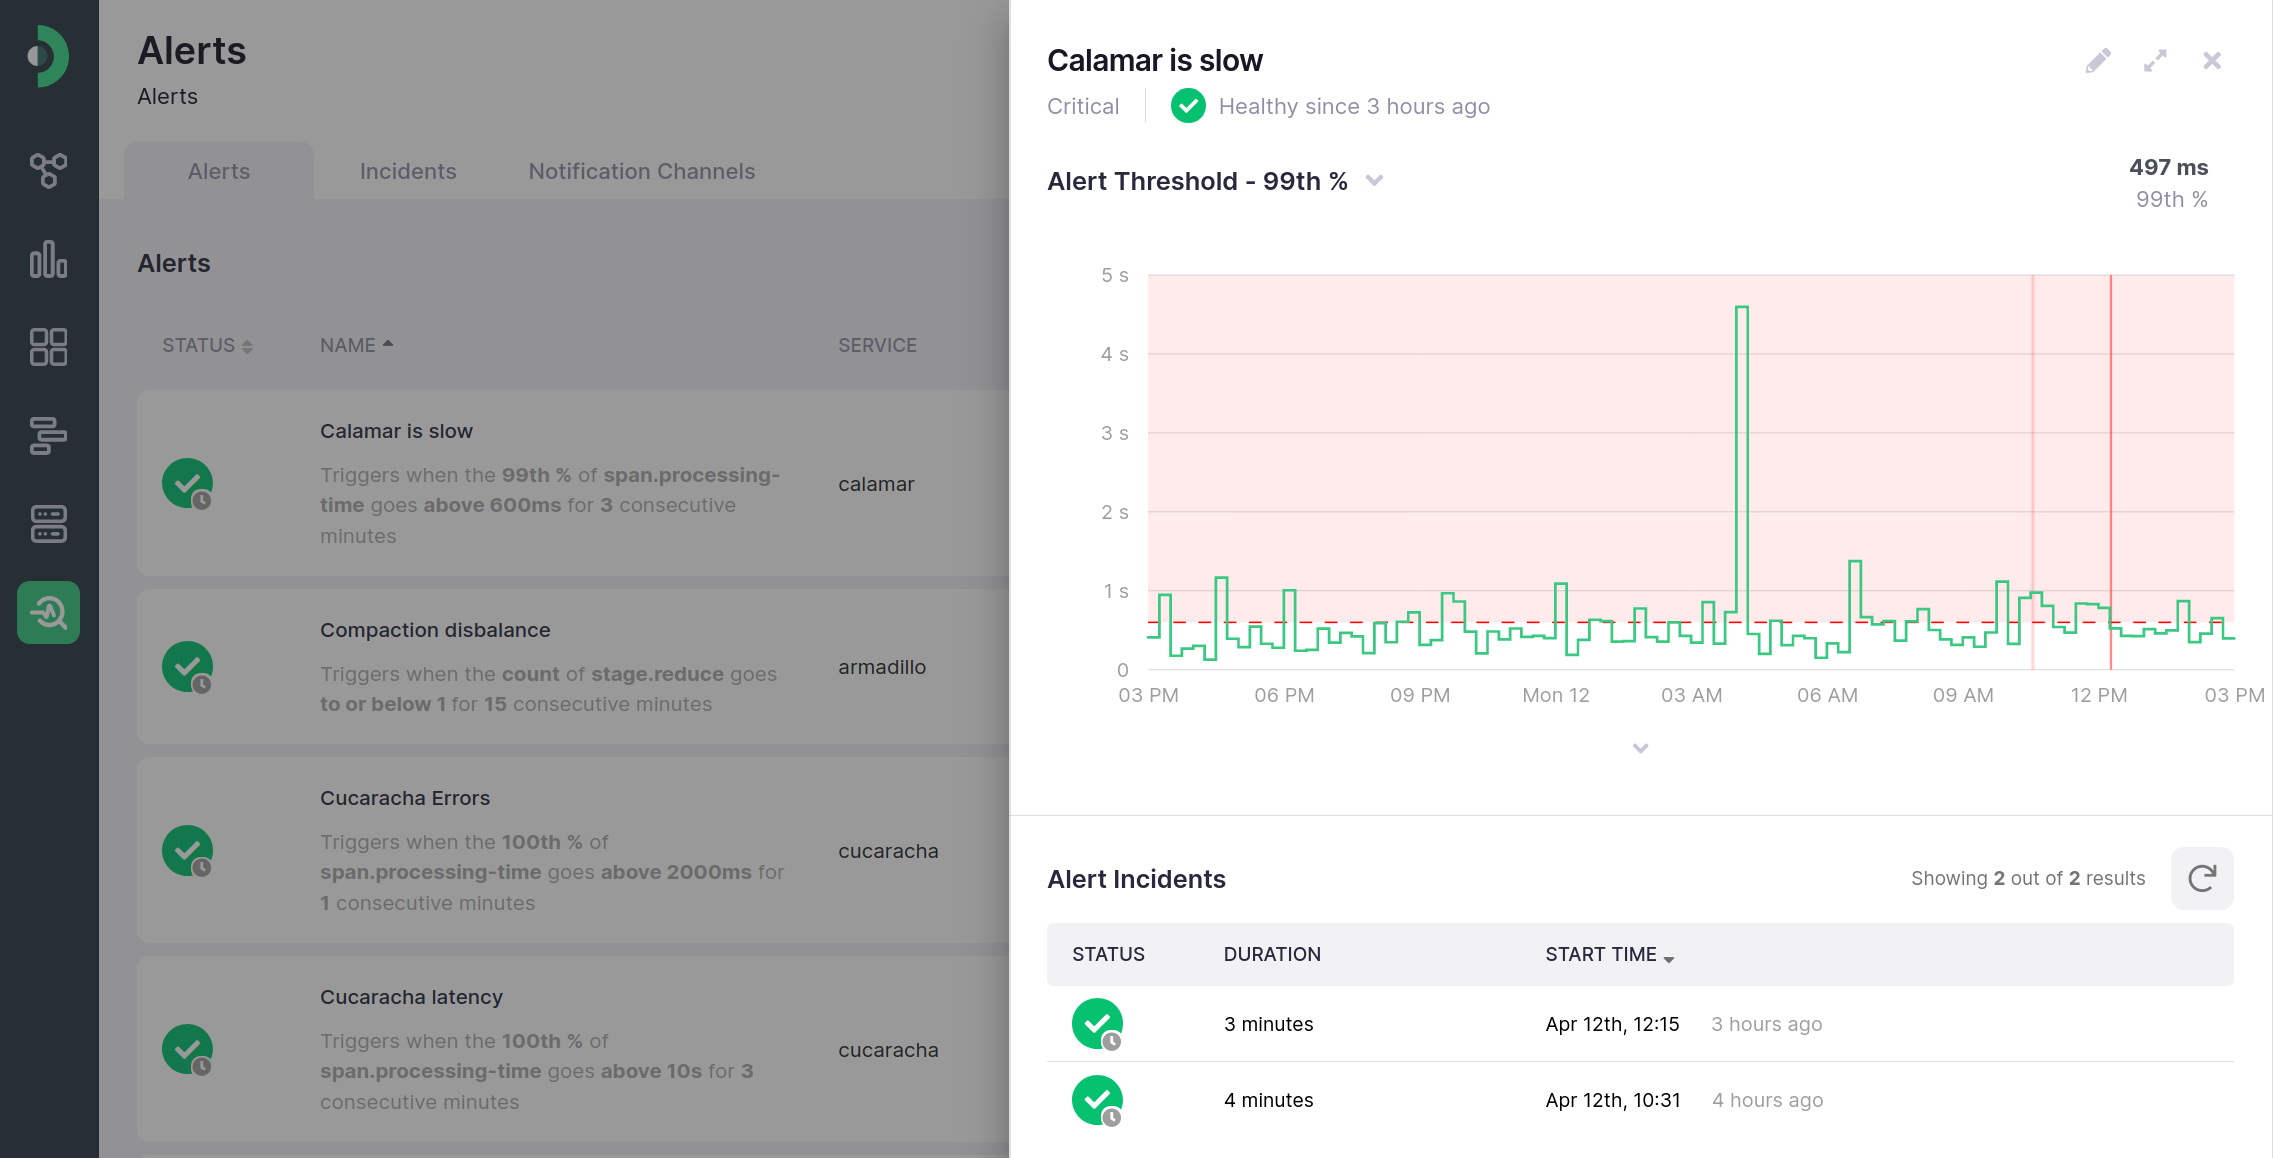 Alerts
Alerts
Alerts
Incidents
Notification Channels
Alerts
STATUS
NAME
SERVICE
Calamar is slow
Triggers when the 99th % of span.processing-
time goes above 600ms for 3 consecutive
minutes
calamar
Compaction disbalance
Triggers when the count of stage.reduce goes
to or below 1 for 15 consecutive minutes
armadillo
Cucaracha Errors
Triggers when the 100th % of
span.processing-time goes above 2000ms for
1 consecutive minutes
cucaracha
Cucaracha latency
Triggers when the 100th % of
span.processing-time goes above 10s for 3
consecutive minutes
cucaracha
Calamar is slow
Critical
Healthy since 3 hours ago
Alert Threshold - 99th %
497 ms
99th %
5 s
4 s
3 s
2 s
1 s
0
03 PM
06 PM
09 PM
Mon 12
03 AM
06 AM
09 AM
12 PM
03 PM
Alert Incidents
Showing 2 out of 2 results
STATUS
DURATION
START TIME
3 minutes
Apr 12th, 12:15
3 hours ago
4 minutes
Apr 12th, 10:31
4 hours ago